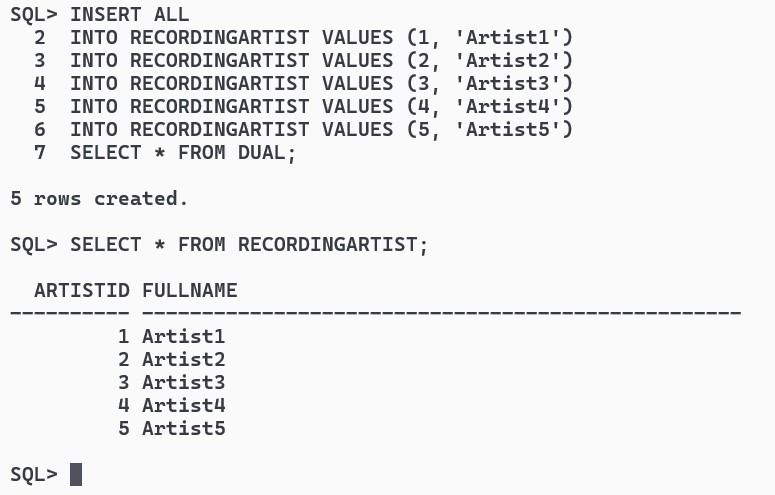 SQL> INSERT ALL
  2  INTO RECORDINGARTIST VALUES (1, 'Artist1')
  3  INTO RECORDINGARTIST VALUES (2, 'Artist2')
  4  INTO RECORDINGARTIST VALUES (3, 'Artist3')
  5  INTO RECORDINGARTIST VALUES (4, 'Artist4')
  6  INTO RECORDINGARTIST VALUES (5, 'Artist5')
  7  SELECT * FROM DUAL;

5 rows created.

SQL> SELECT * FROM RECORDINGARTIST;

  ARTISTID FULLNAME
---------- --------------------------------------------------
         1 Artist1
         2 Artist2
         3 Artist3
         4 Artist4
         5 Artist5

SQL>